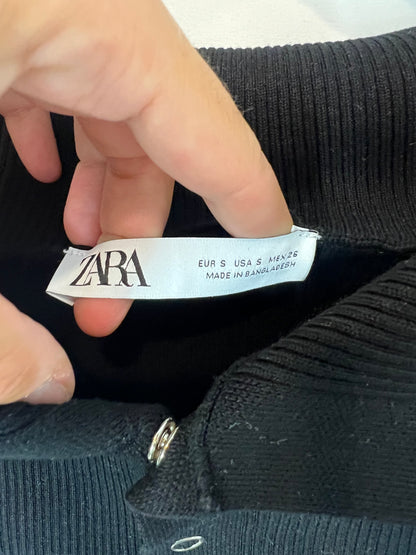 ZARA
EUR S USA S MEX 26
MADE IN BANGLADESH